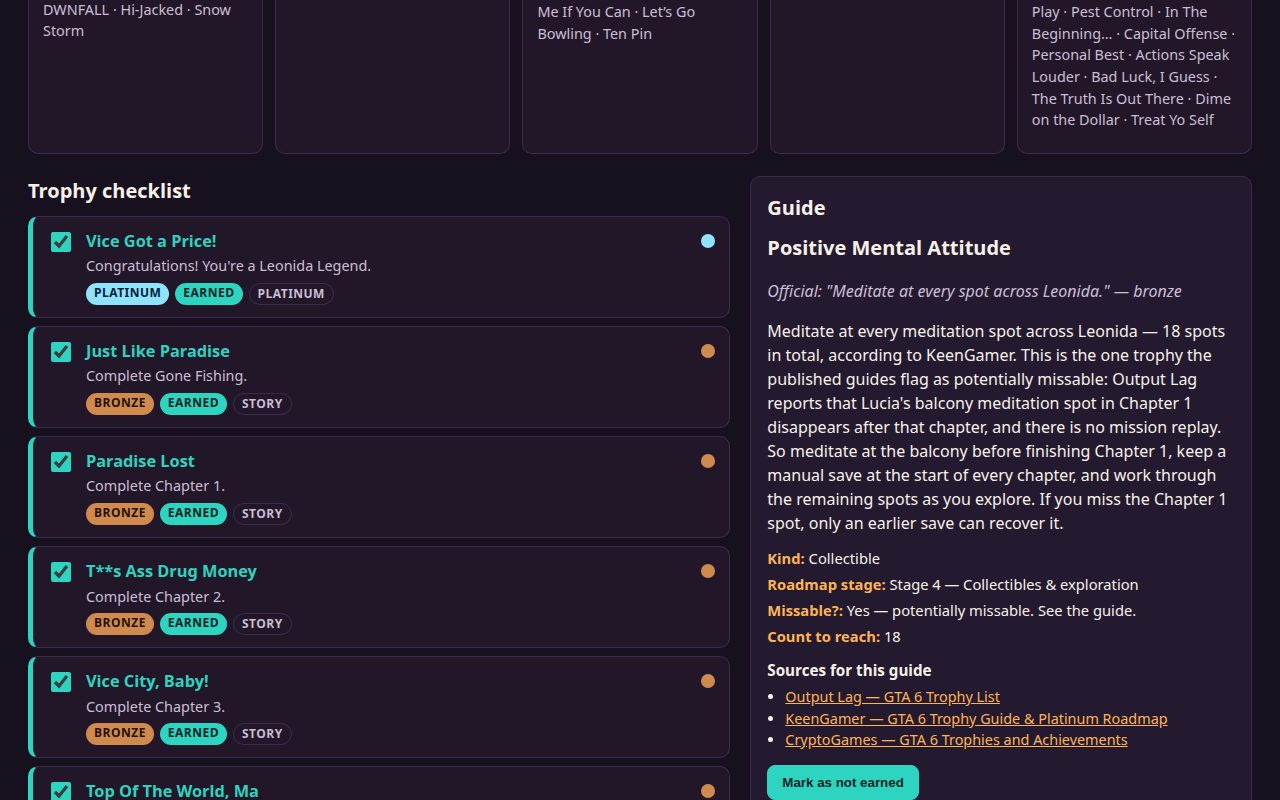 DWNFALL · Hi-Jacked · Snow
Storm
Me If You Can · Let's Go
Bowling · Ten Pin
Play · Pest Control · In The
Beginning... · Capital Offense ·
Personal Best · Actions Speak
Louder · Bad Luck, I Guess ·
The Truth Is Out There · Dime
on the Dollar · Treat Yo Self
Trophy checklist
Vice Got a Price!
Congratulations! You're a Leonida Legend.
PLATINUM EARNED PLATINUM
Just Like Paradise
Complete Gone Fishing.
BRONZE EARNED STORY
Paradise Lost
Complete Chapter 1.
BRONZE EARNED STORY
T**s Ass Drug Money
Complete Chapter 2.
BRONZE EARNED STORY
Vice City, Baby!
Complete Chapter 3.
BRONZE EARNED STORY
Top Of The World, Ma
Guide
Positive Mental Attitude
Official: "Meditate at every spot across Leonida." — bronze
Meditate at every meditation spot across Leonida — 18 spots
in total, according to KeenGamer. This is the one trophy the
published guides flag as potentially missable: Output Lag
reports that Lucia's balcony meditation spot in Chapter 1
disappears after that chapter, and there is no mission replay.
So meditate at the balcony before finishing Chapter 1, keep a
manual save at the start of every chapter, and work through
the remaining spots as you explore. If you miss the Chapter 1
spot, only an earlier save can recover it.
Kind: Collectible
Roadmap stage: Stage 4 — Collectibles & exploration
Missable?: Yes — potentially missable. See the guide.
Count to reach: 18
Sources for this guide
• Output Lag — GTA 6 Trophy List
• KeenGamer — GTA 6 Trophy Guide & Platinum Roadmap
• CryptoGames — GTA 6 Trophies and Achievements
Mark as not earned